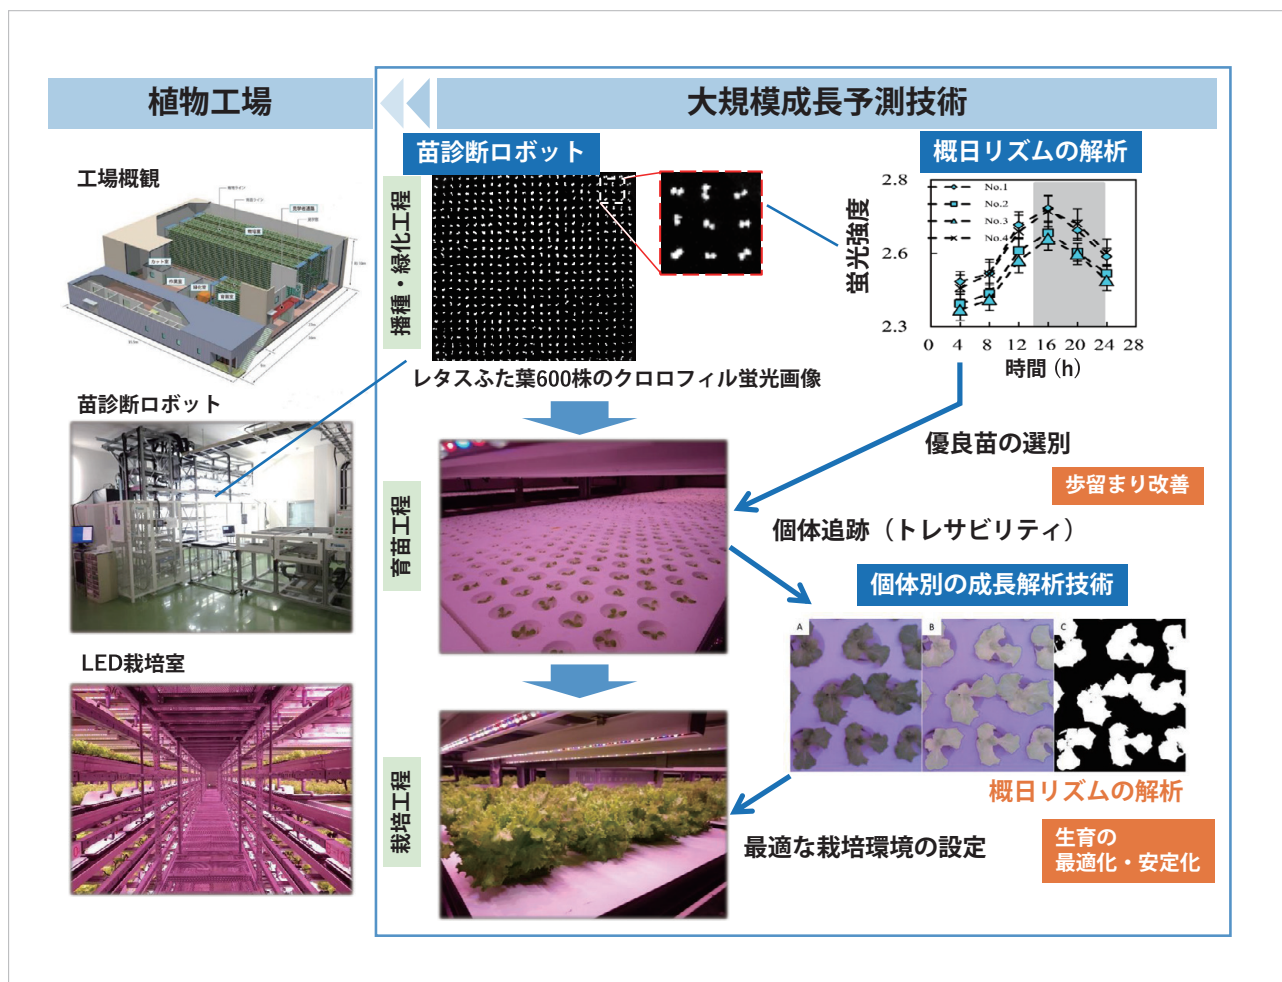 植物工場
大規模成長予測技術
工場概観
苗診断ロボット
LED栽培室
苗診断ロボット
播種・緑化工程
レタスふた葉600株のクロロフィル蛍光画像
概日リズムの解析
蛍光強度
2.8
2.6
2.3
No.1
No.2
No.3
No.4
0 4 8 12 16 20 24 28
時間（h）
優良苗の選別
歩留まり改善
育苗工程
個体追跡（トレサビリティ）
個体別の成長解析技術
A
B
C
概日リズムの解析
栽培工程
最適な栽培環境の設定
生育の
最適化・安定化